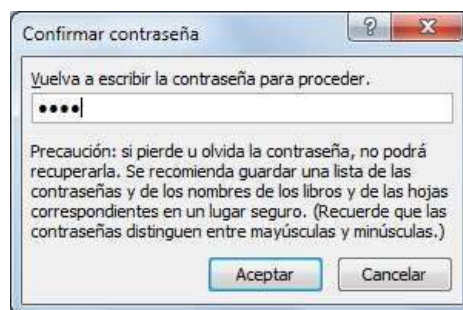 Confirmar contraseña
Vuelva a escribir la contraseña para proceder.
••••
Precaución: si pierde u olvida la contraseña, no podrá
recuperarla. Se recomienda guardar una lista de las
contraseñas y de los nombres de los libros y de las hojas
correspondientes en un lugar seguro. (Recuerde que las
contraseñas distinguen entre mayúsculas y minúsculas.)
Aceptar Cancelar